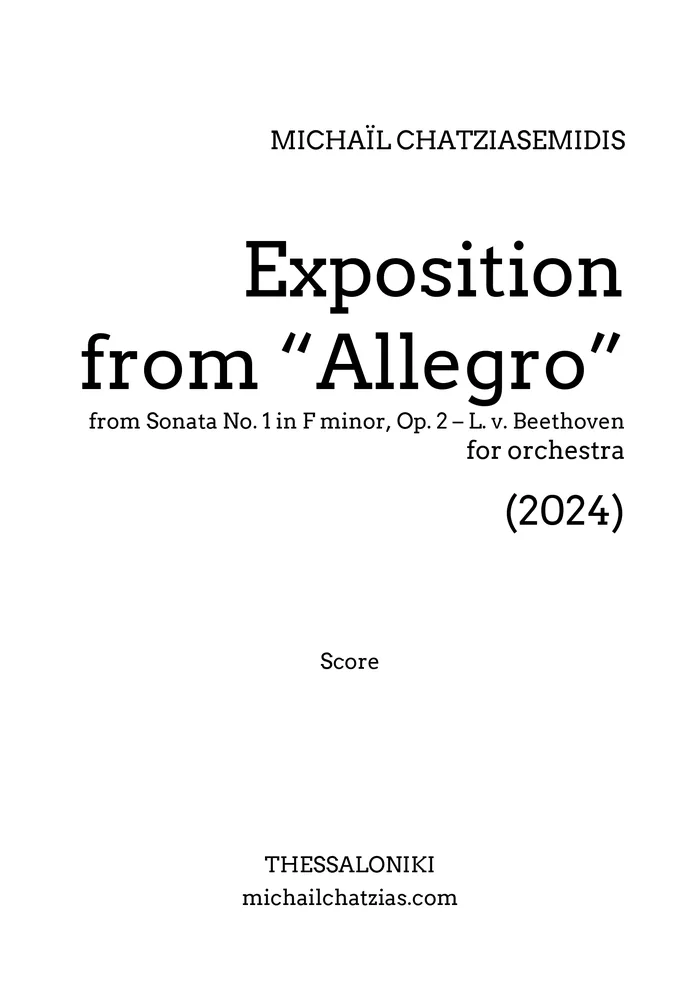 MICHAÏL CHATZIASEMIDIS
Exposition
from “Allegro”
from Sonata No. 1 in F minor, Op. 2 – L. v. Beethoven
for orchestra
(2024)
Score
THESSALONIKI
michailchatzias.com